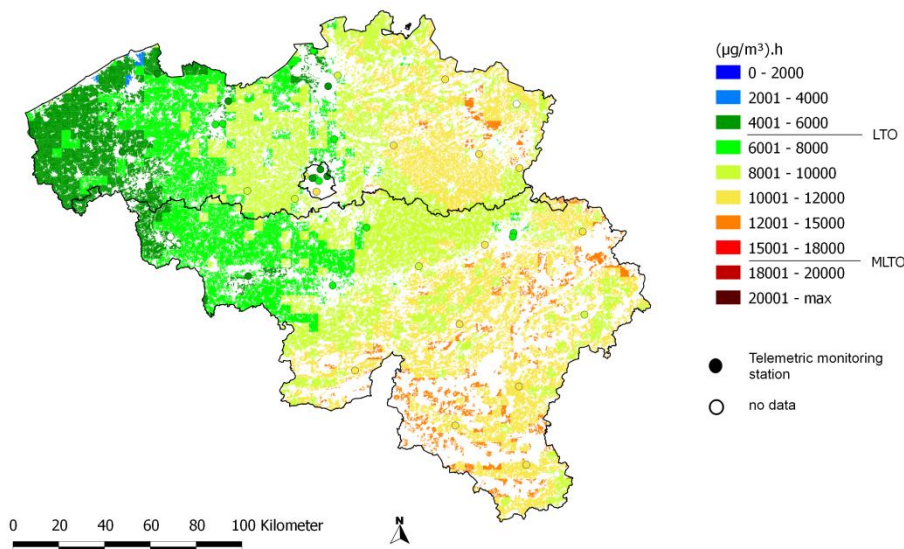 (µg/m³).h
0 - 2000
2001 - 4000
4001 - 6000
LTO
6001 - 8000
8001 - 10000
10001 - 12000
12001 - 15000
15001 - 18000
MLTO
18001 - 20000
20001 - max
Telemetric monitoring
station
no data
0 20 40 60 80 100 Kilometer
N